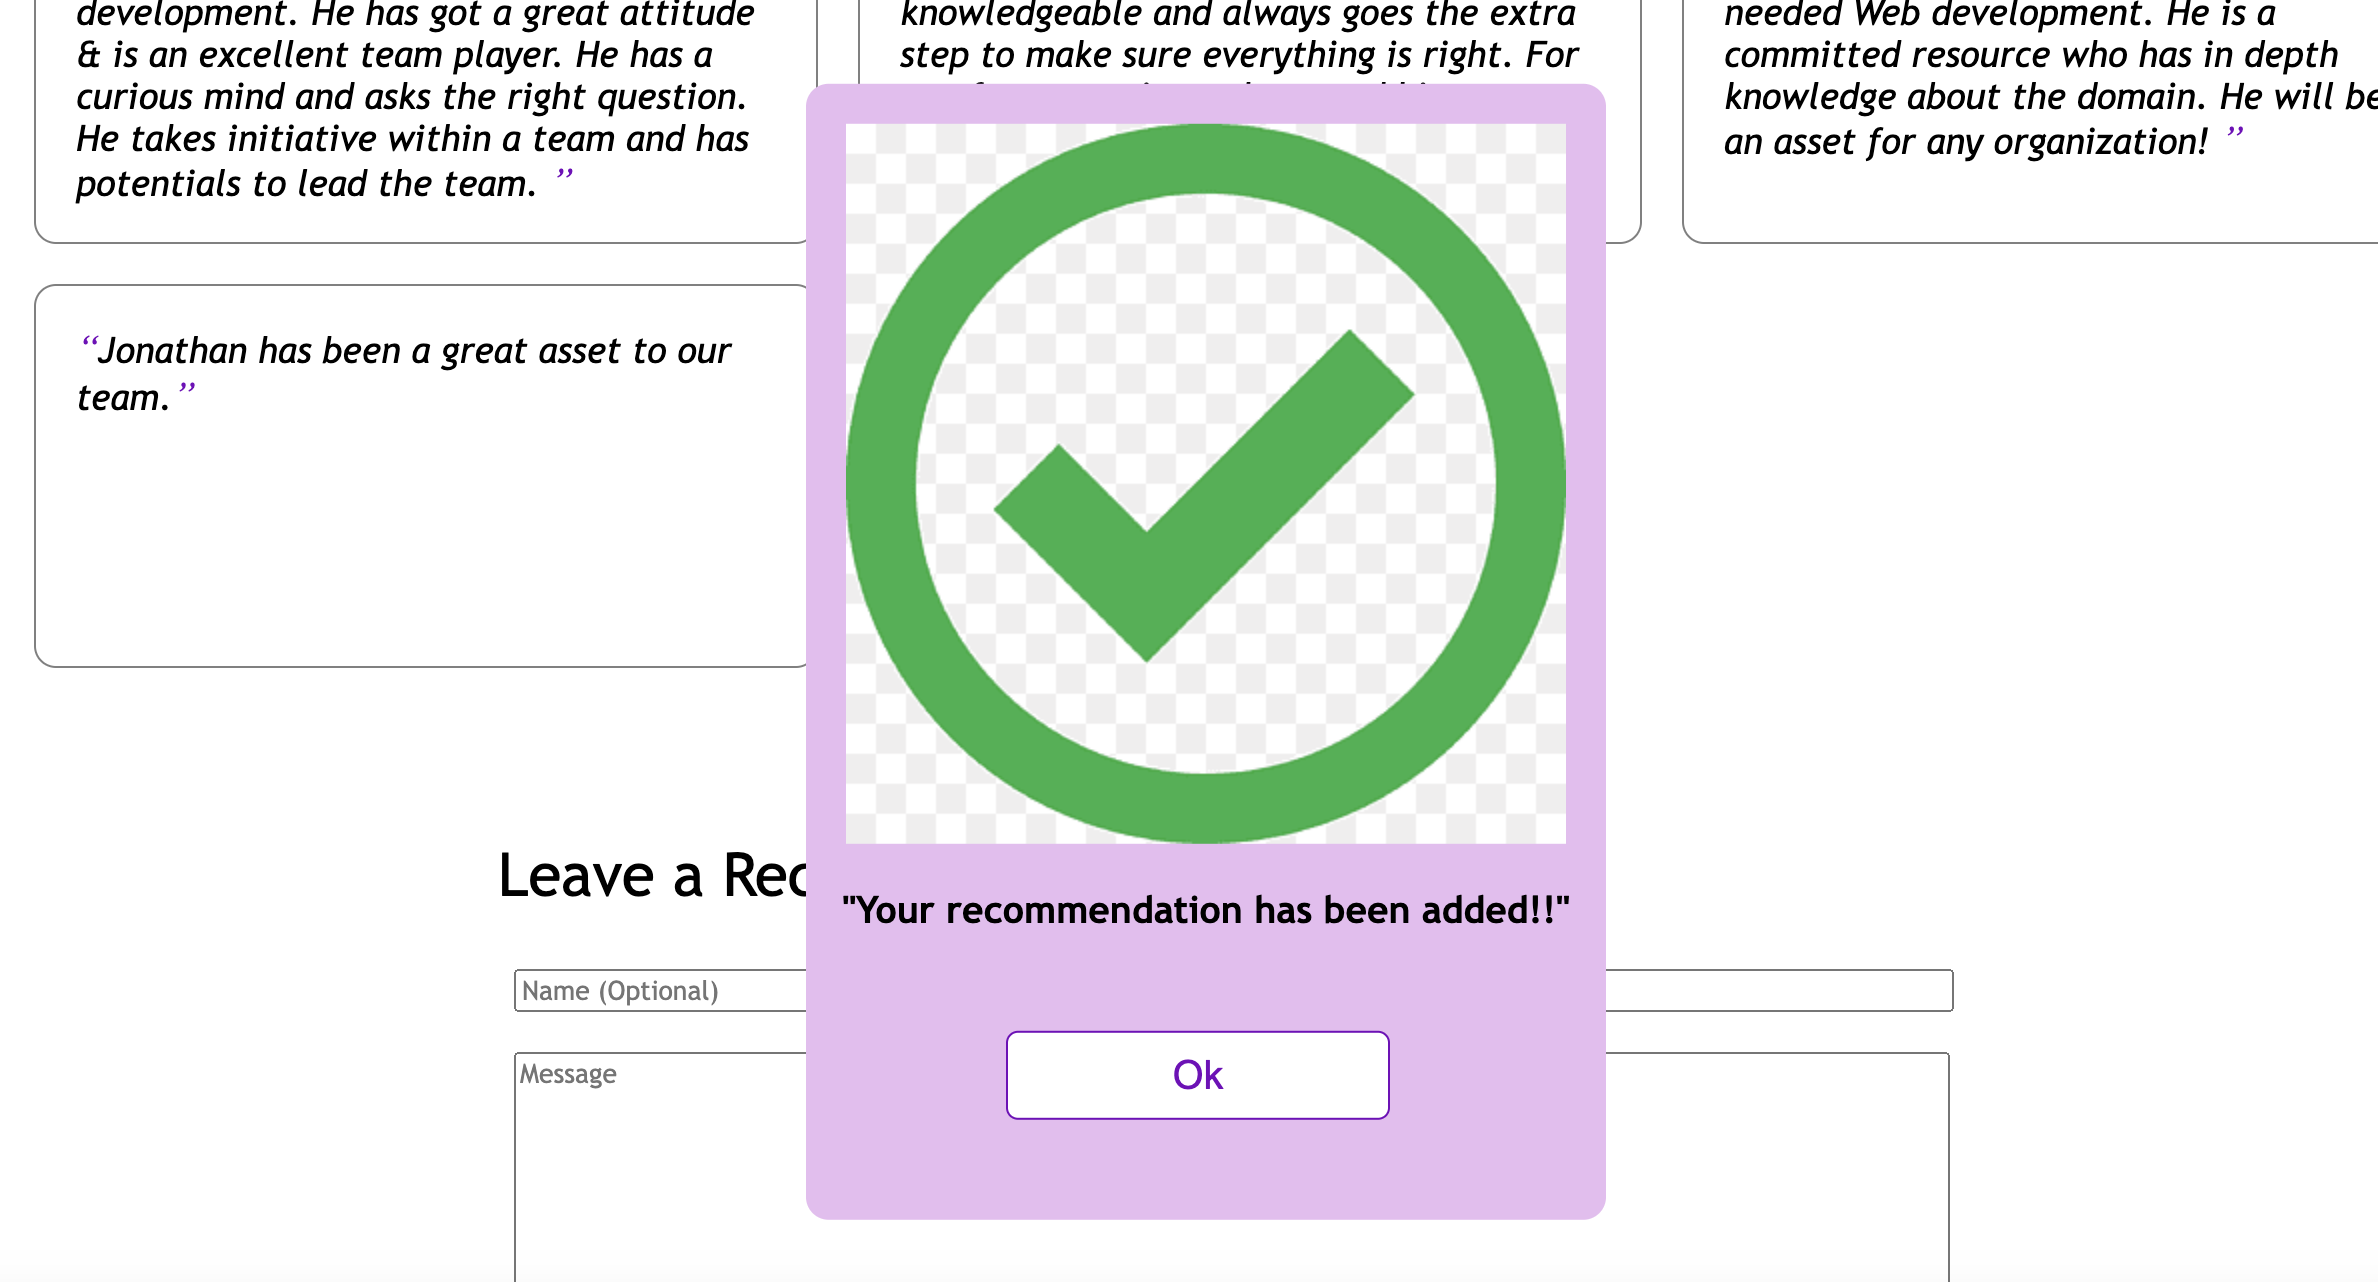 development. He has got a great attitude
& is an excellent team player. He has a
curious mind and asks the right question.
He takes initiative within a team and has
potentials to lead the team. ”
knowledgeable and always goes the extra
step to make sure everything is right. For
needed Web development. He is a
committed resource who has in depth
knowledge about the domain. He will be
an asset for any organization! ”
“Jonathan has been a great asset to our
team.”
Leave a Rec
"Your recommendation has been added!!"
Name (Optional)
Message
Ok